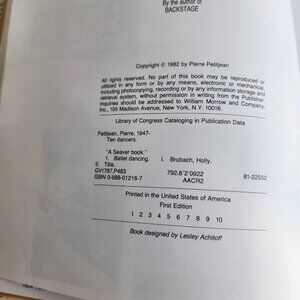 By the author of
BACKSTAGE
Copyright © 1982 by Pierre Petitjean
All rights reserved. No part of this book may be reproduced or
utilized in any form or by any means, electronic or mechanical,
including photocopying, recording or by any information storage and
retrieval system, without permission in writing from the Publisher.
Inquiries should be addressed to William Morrow and Company,
Inc., 105 Madison Avenue, New York, N.Y. 10016.
Library of Congress Cataloging in Publication Data
Petitjean, Pierre, 1947-
Ten dancers.
"A Seaver book."
1. Ballet dancing. I. Brubach, Holly.
II. Title.
GV1787.P483 792.8'2'0922 81-22552
ISBN 0-688-01216-7 AACR2
Printed in the United States of America
First Edition
1 2 3 4 5 6 7 8 9 10
Book designed by Lesley Achitoff